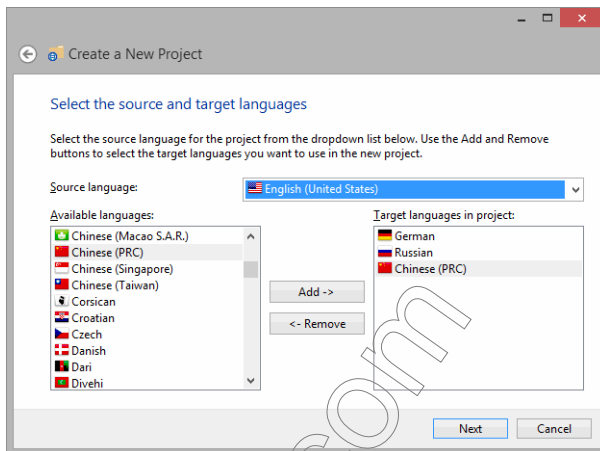 Create a New Project
Select the source and target languages
Select the source language for the project from the dropdown list below. Use the Add and Remove
buttons to select the target languages you want to use in the new project.
Source language:
English (United States)
Available languages:
Target languages in project:
Chinese (Macao S.A.R.)
Chinese (PRC)
Chinese (Singapore)
Chinese (Taiwan)
Corsican
Croatian
Czech
Danish
Dari
Divehi
Add ->
<- Remove
German
Russian
Chinese (PRC)
Next
Cancel
.com